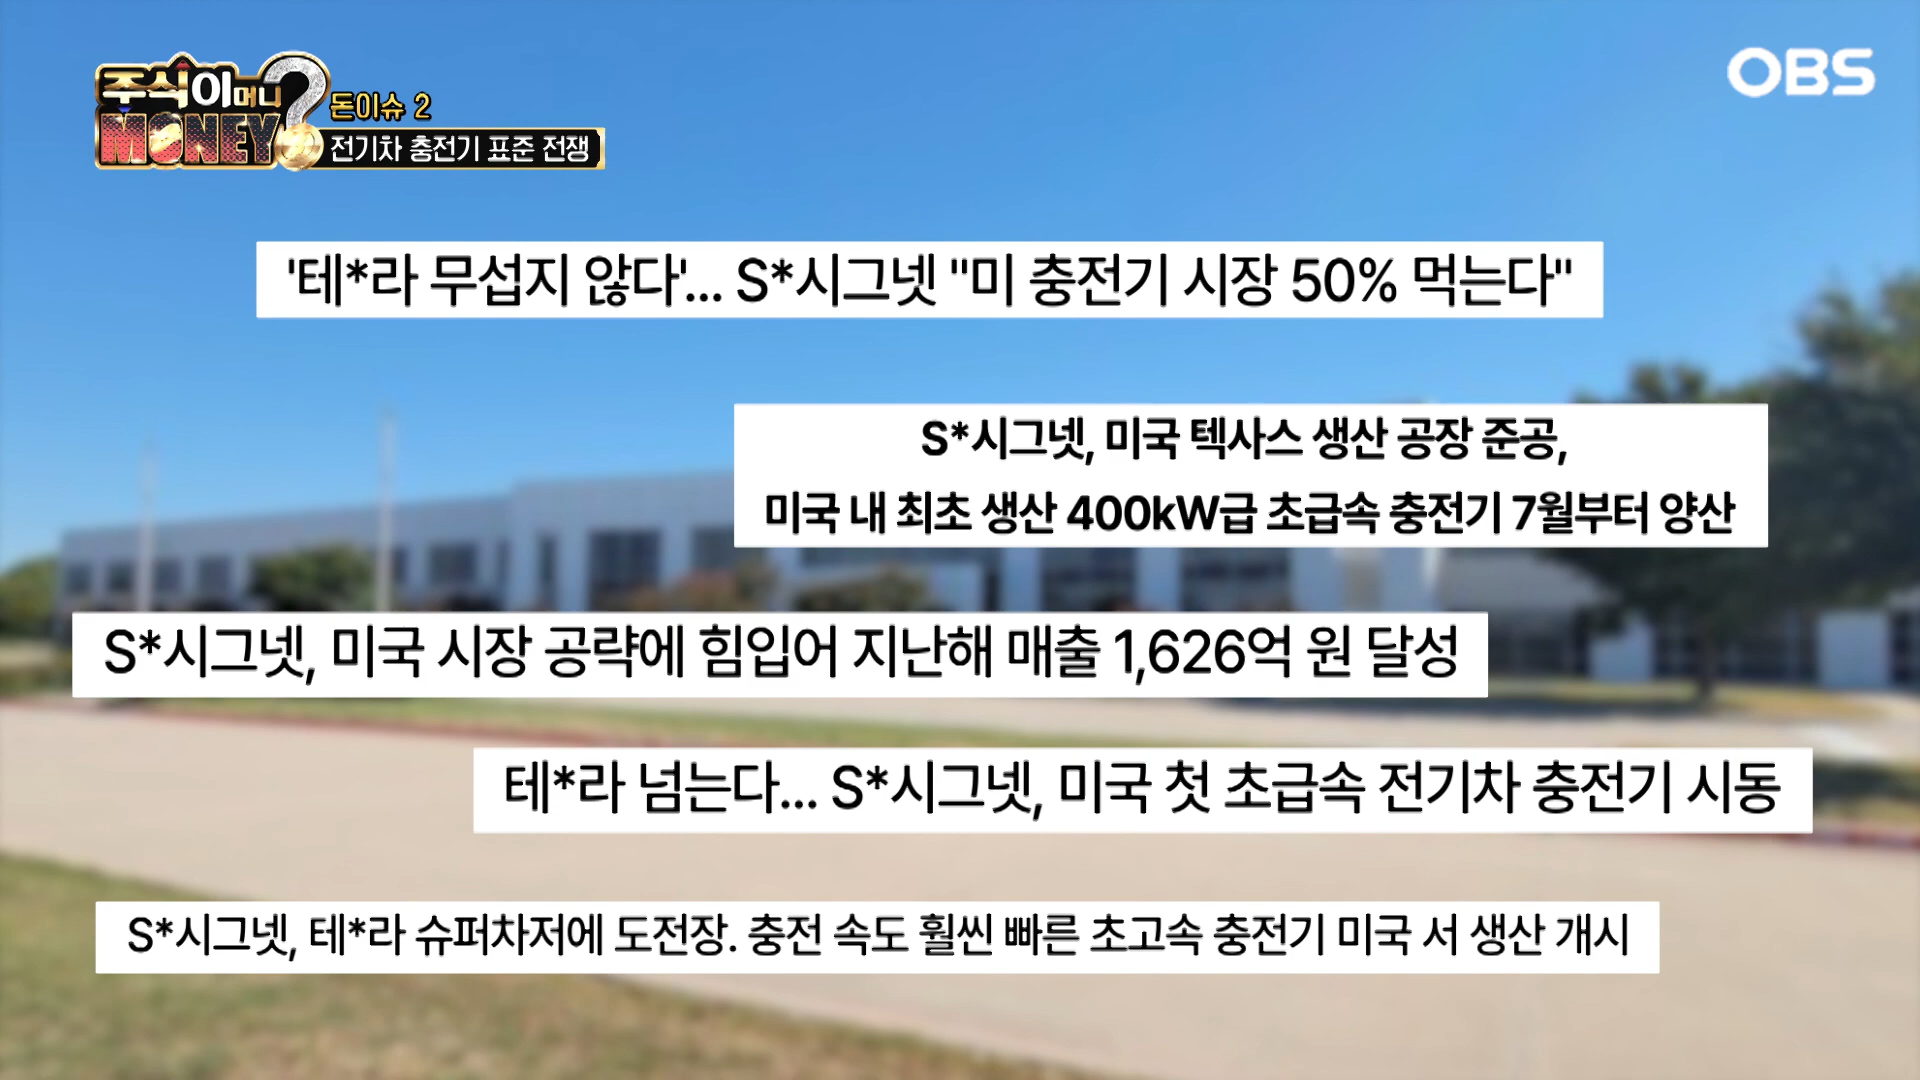 주식이머니?
MONEY
돈이슈 2
전기차 충전기 표준 전쟁
OBS
'테*라 무섭지 않다'... S*시그넷 "미 충전기 시장 50% 먹는다"
S*시그넷, 미국 텍사스 생산 공장 준공,
미국 내 최초 생산 400kW급 초급속 충전기 7월부터 양산
S*시그넷, 미국 시장 공략에 힘입어 지난해 매출 1,626억 원 달성
테*라 넘는다... S*시그넷, 미국 첫 초급속 전기차 충전기 시동
S*시그넷, 테*라 슈퍼차저에 도전장. 충전 속도 훨씬 빠른 초고속 충전기 미국 서 생산 개시